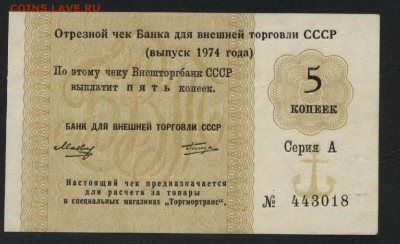 COINS.LAVE.RU
Отрезной чек Банка для внешней торговли СССР
(выпуск 1974 года)
По этому чеку Внешторгбанк СССР
выплатит пять копеек.
БАНК ДЛЯ ВНЕШНЕЙ ТОРГОВЛИ СССР
Настоящий чек предназначается
для расчета за товары
в специальных магазинах „Торгмортранс".
5
КОПЕЕК
Серия А
№ 443018